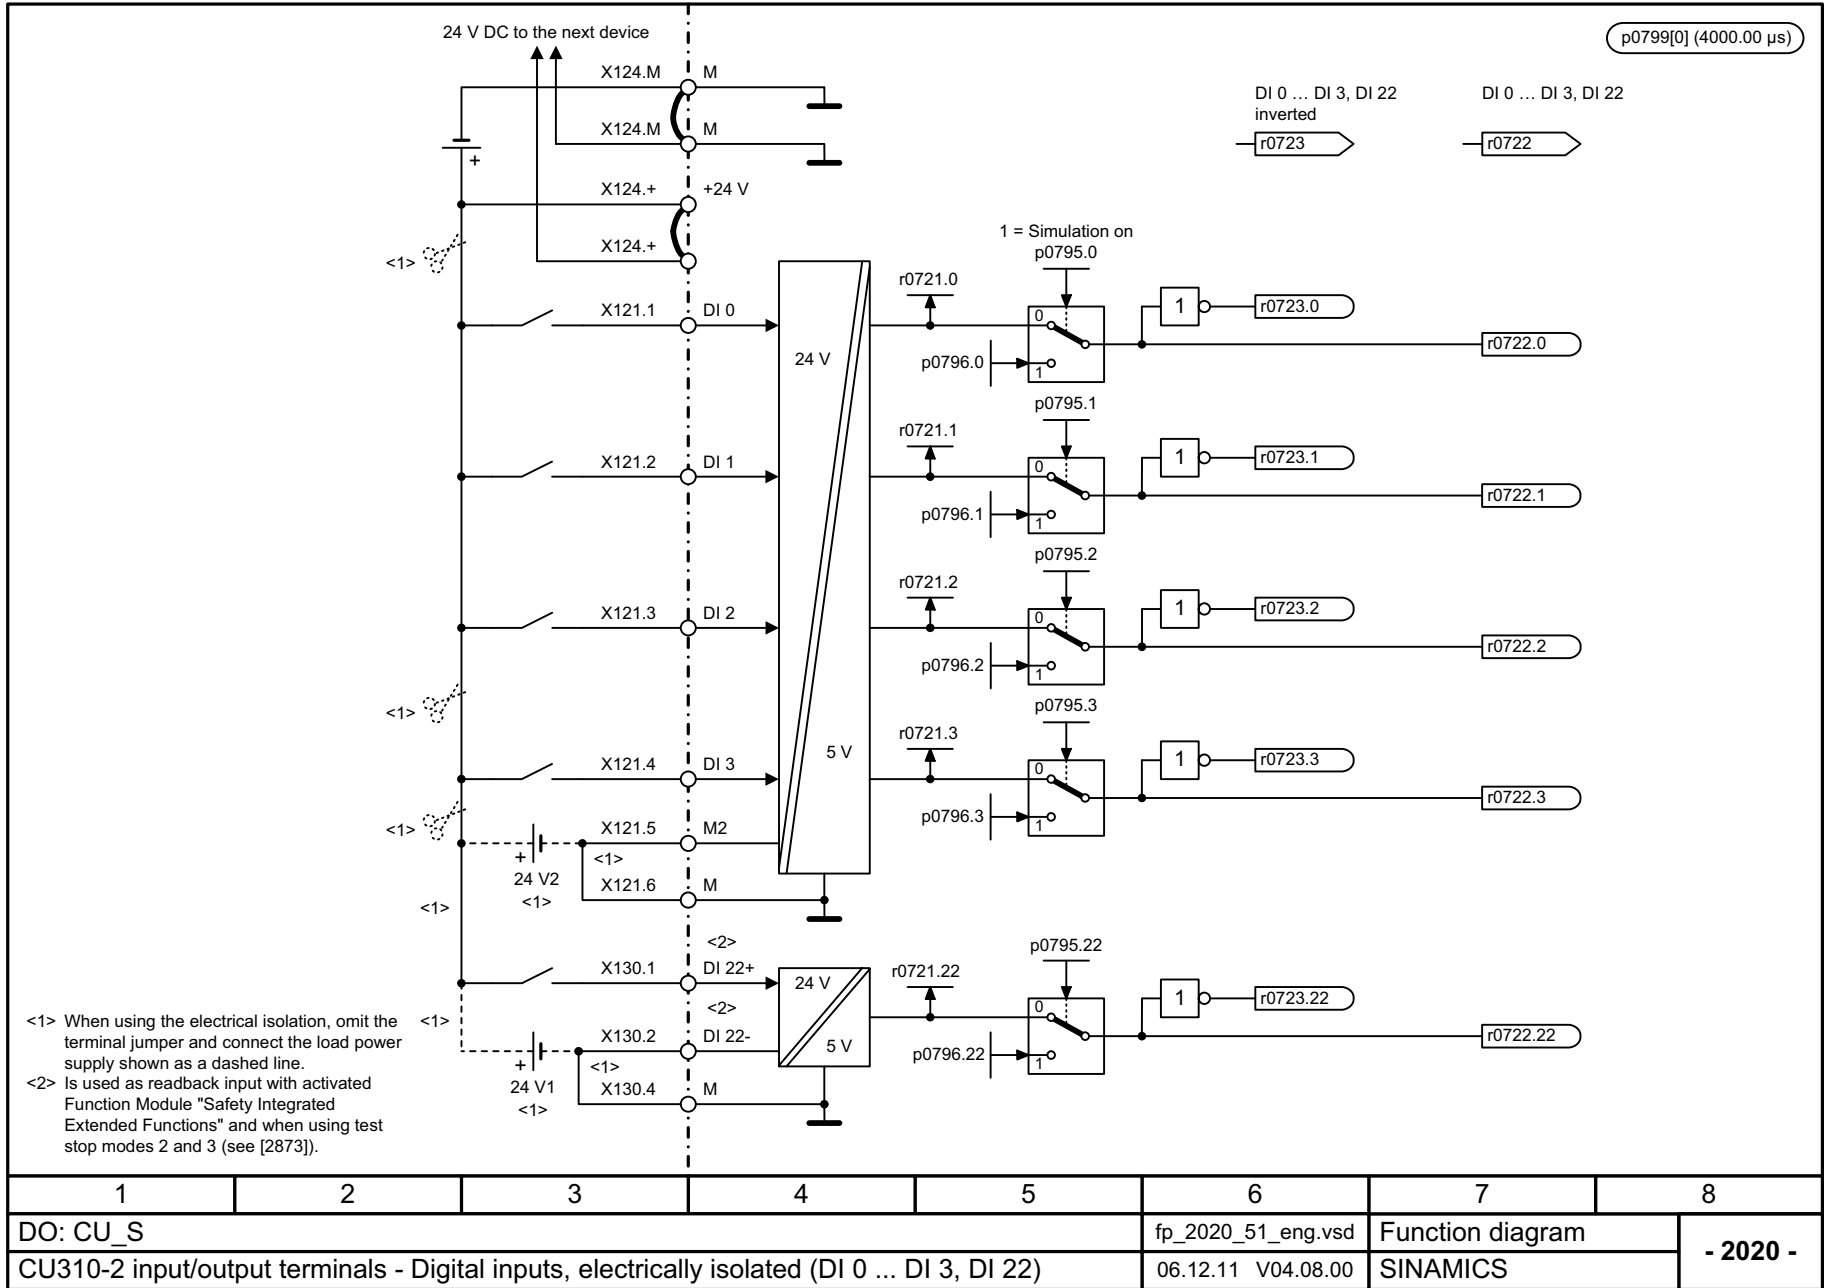 24 V DC to the next device
p0799[0] (4000.00 µs)
X124.M M
DI 0 ... DI 3, DI 22
inverted
DI 0 ... DI 3, DI 22
X124.M M
r0723
r0722
+
X124.+ +24 V
1 = Simulation on
X124.+
p0795.0
<1>
r0721.0
X121.1 DI 0
0
1
r0723.0
24 V
r0722.0
p0796.0
1
p0795.1
r0721.1
X121.2 DI 1
0
1
r0723.1
r0722.1
p0796.1
1
p0795.2
r0721.2
X121.3 DI 2
0
1
r0723.2
r0722.2
p0796.2
1
<1>
p0795.3
r0721.3
5 V
X121.4 DI 3
0
1
r0723.3
r0722.3
p0796.3
1
<1>
X121.5 M2
+
<1>
24 V2
X121.6 M
<1>
<1>
<2>
p0795.22
X130.1 DI 22+
r0721.22
24 V
0
1
r0723.22
<2>
<1>
X130.2 DI 22-
5 V
r0722.22
p0796.22
1
+
<1>
24 V1
X130.4 M
<1>
<1> When using the electrical isolation, omit the
terminal jumper and connect the load power
supply shown as a dashed line.
<2> Is used as readback input with activated
Function Module "Safety Integrated
Extended Functions" and when using test
stop modes 2 and 3 (see [2873]).
1 2 3 4 5 6 7 8
DO: CU_S
fp_2020_51_eng.vsd
Function diagram
- 2020 -
CU310-2 input/output terminals - Digital inputs, electrically isolated (DI 0 ... DI 3, DI 22)
06.12.11 V04.08.00
SINAMICS